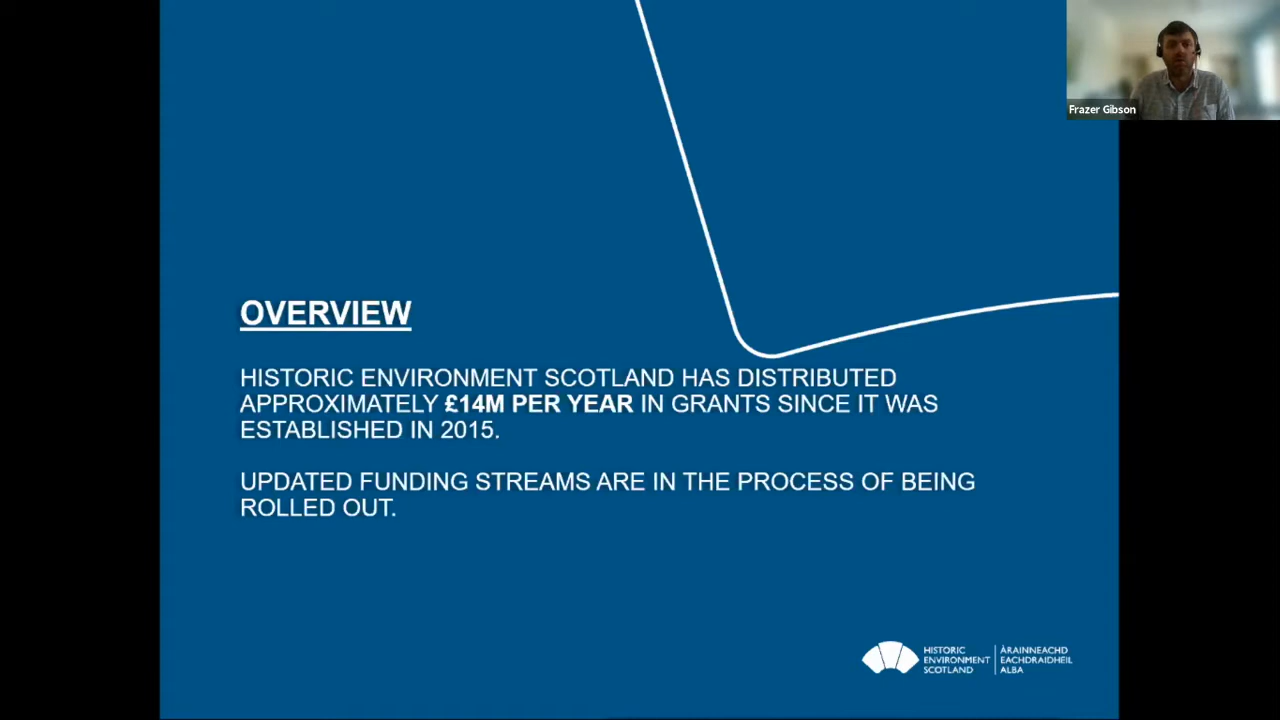 Frazer Gibson
OVERVIEW
HISTORIC ENVIRONMENT SCOTLAND HAS DISTRIBUTED
APPROXIMATELY £14M PER YEAR IN GRANTS SINCE IT WAS
ESTABLISHED IN 2015.
UPDATED FUNDING STREAMS ARE IN THE PROCESS OF BEING
ROLLED OUT.
HISTORIC
ENVIRONMENT
SCOTLAND
ÀRAINNEACHD
EACHDRAIDHEIL
ALBA